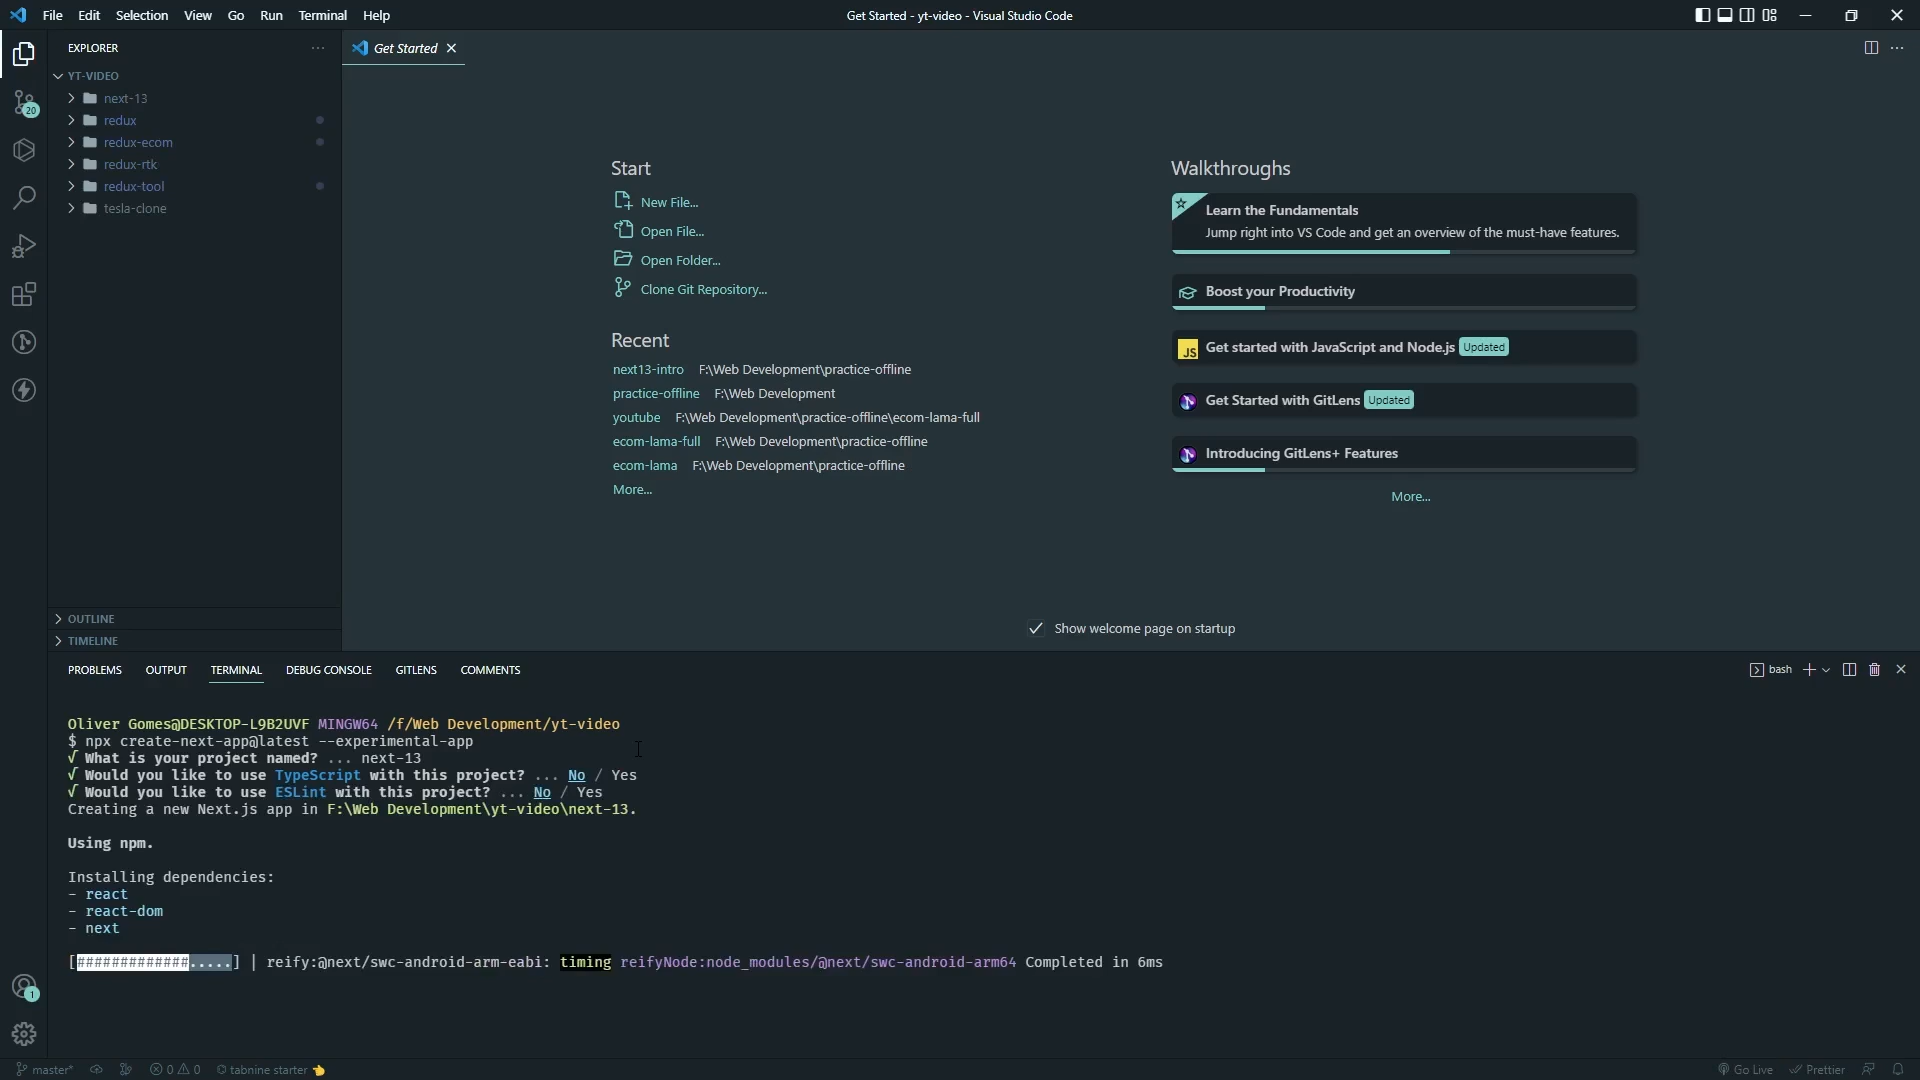 File Edit Selection View Go Run Terminal Help
Get Started - yt-video - Visual Studio Code
EXPLORER
YT-VIDEO
next-13
redux
redux-ecom
redux-rtk
redux-tool
tesla-clone
OUTLINE
TIMELINE
20
1
Get Started
Start
New File...
Open File...
Open Folder...
Clone Git Repository...
Recent
next13-intro F:\Web Development\practice-offline
practice-offline F:\Web Development
youtube F:\Web Development\practice-offline\ecom-lama-full
ecom-lama-full F:\Web Development\practice-offline
ecom-lama F:\Web Development\practice-offline
More...
Walkthroughs
Learn the Fundamentals
Jump right into VS Code and get an overview of the must-have features.
Boost your Productivity
JS Get started with JavaScript and Node.js Updated
Get Started with GitLens Updated
Introducing GitLens+ Features
More...
Show welcome page on startup
PROBLEMS OUTPUT TERMINAL DEBUG CONSOLE GITLENS COMMENTS
bash
Oliver Gomes@DESKTOP-L9B2UVF MINGW64 /f/Web Development/yt-video
$ npx create-next-app@latest --experimental-app
√ What is your project named? ... next-13
√ Would you like to use TypeScript with this project? ... No / Yes
√ Would you like to use ESLint with this project? ... No / Yes
Creating a new Next.js app in F:\Web Development\yt-video\next-13.
Using npm.
Installing dependencies:
- react
- react-dom
- next
[#############.....] | reify:@next/swc-android-arm-eabi: timing reifyNode:node_modules/@next/swc-android-arm64 Completed in 6ms
master* 0 0 tabnine starter
Go Live Prettier